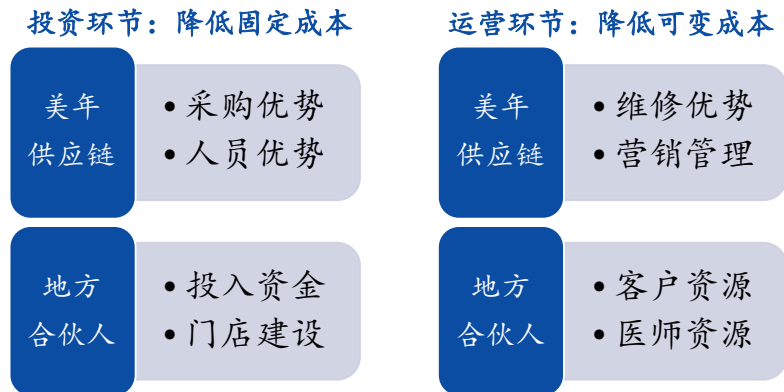 投资环节：降低固定成本
美年
供应链
•采购优势
•人员优势
地方
合伙人
•投入资金
•门店建设
运营环节：降低可变成本
美年
供应链
•维修优势
•营销管理
地方
合伙人
•客户资源
•医师资源